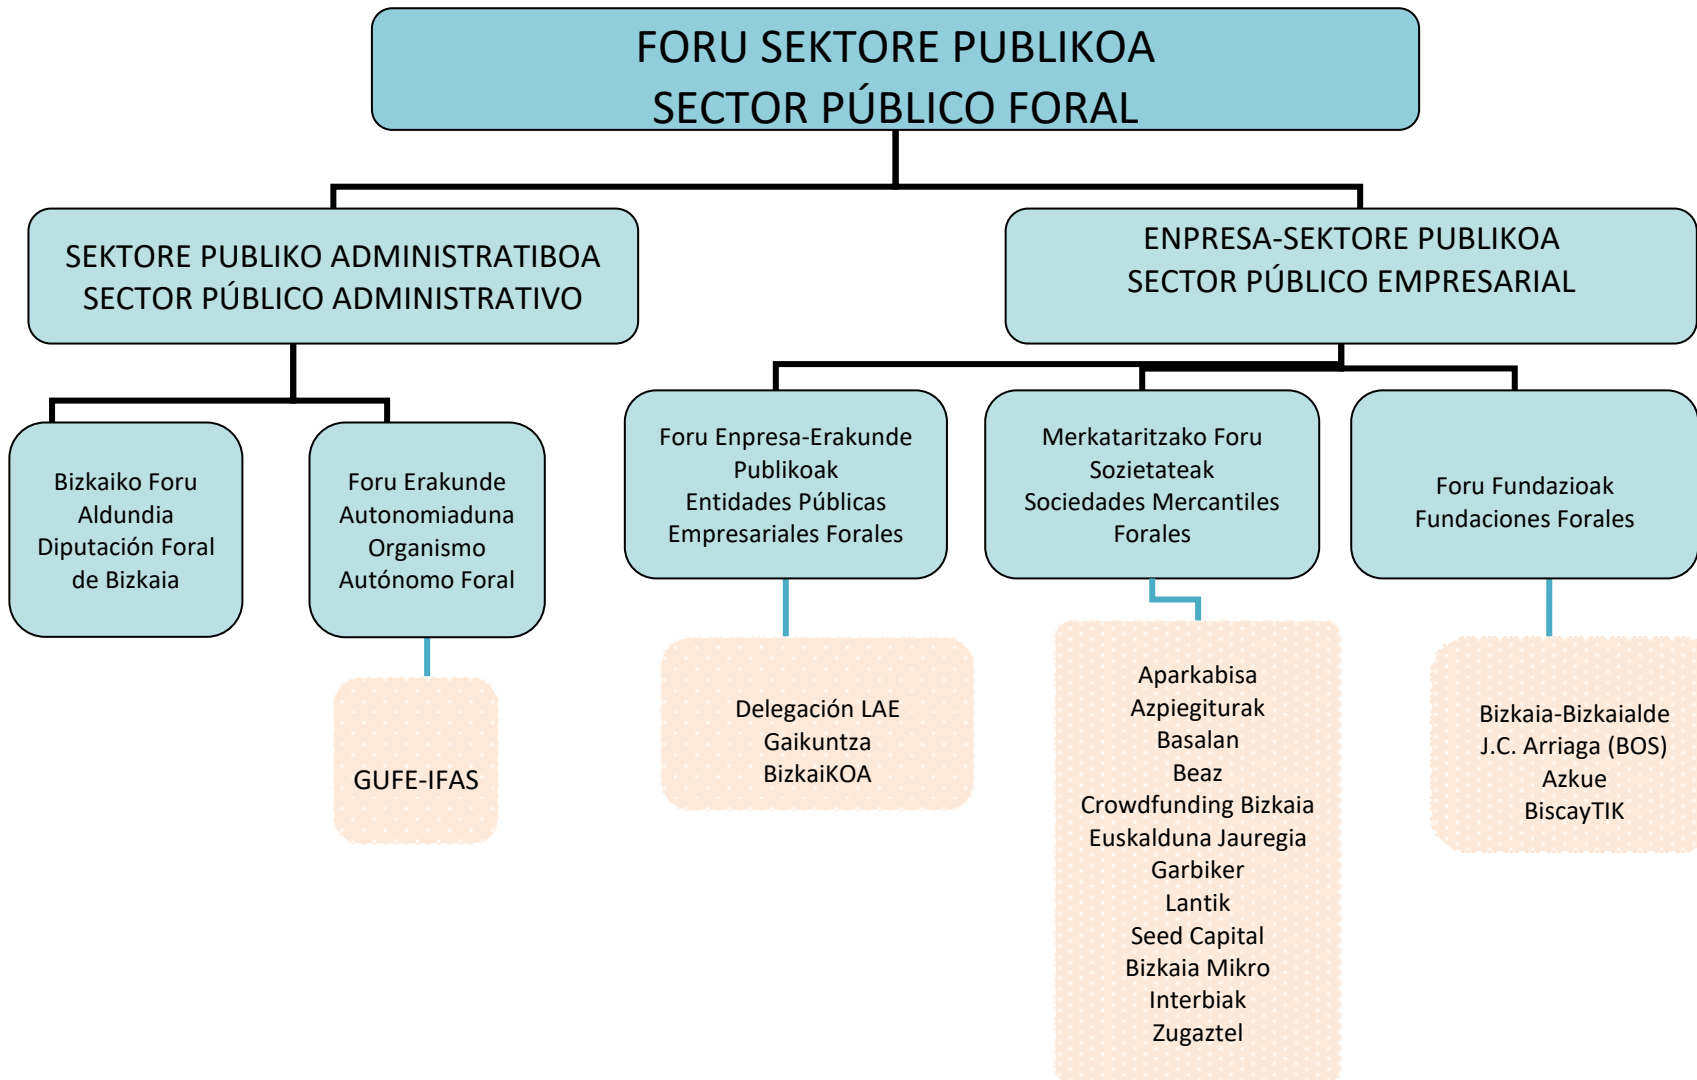 FORU SEKTORE PUBLIKOA
SECTOR PÚBLICO FORAL
SEKTORE PUBLIKO ADMINISTRATIBOA
SECTOR PÚBLICO ADMINISTRATIVO
ENPRESA-SEKTORE PUBLIKOA
SECTOR PÚBLICO EMPRESARIAL
Bizkaiko Foru
Aldundia
Diputación Foral
de Bizkaia
Foru Erakunde
Autonomiaduna
Organismo
Autónomo Foral
Foru Enpresa-Erakunde
Publikoak
Entidades Públicas
Empresariales Forales
Merkataritzako Foru
Sozietateak
Sociedades Mercantiles
Forales
Foru Fundazioak
Fundaciones Forales
GUFE-IFAS
Delegación LAE
Gaikuntza
BizkaiKOA
Aparkabisa
Azpiegiturak
Basalan
Beaz
Crowdfunding Bizkaia
Euskalduna Jauregia
Garbiker
Lantik
Seed Capital
Bizkaia Mikro
Interbiak
Zugaztel
Bizkaia-Bizkaialde
J.C. Arriaga (BOS)
Azkue
BiscayTIK